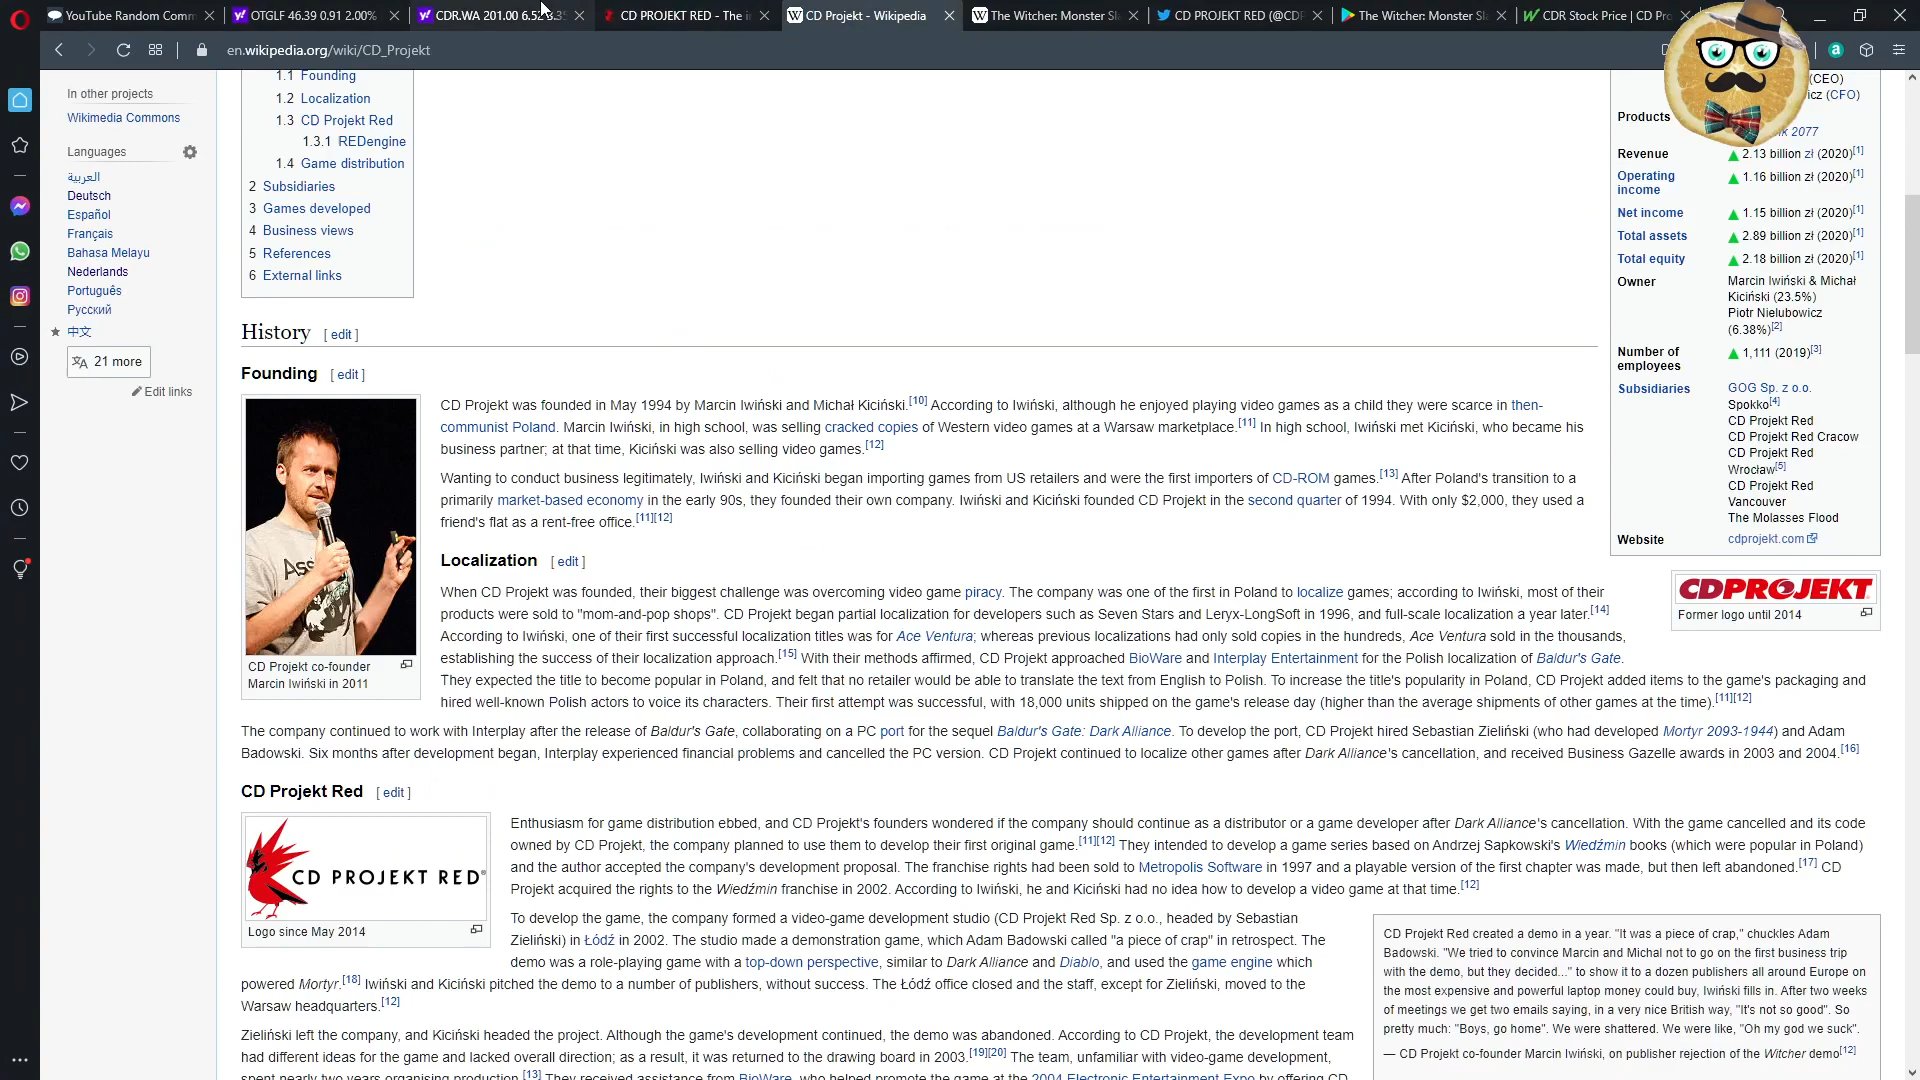 YouTube Random Comm
OTGLF 46.39 0.91 2.00%
CDR.WA 201.00 6.52 3.35
CD PROJEKT RED - The i
CD Projekt - Wikipedia
The Witcher: Monster Sl
CD PROJEKT RED (@CDP
The Witcher: Monster Sl
CDR Stock Price | CD Pro
en.wikipedia.org/wiki/CD_Projekt
In other projects
Wikimedia Commons
Languages
العربية
Deutsch
Español
Français
Bahasa Melayu
Nederlands
Português
Русский
中文
21 more
Edit links
1.1 Founding
1.2 Localization
1.3 CD Projekt Red
1.3.1 REDengine
1.4 Game distribution
2 Subsidiaries
3 Games developed
4 Business views
5 References
6 External links
History [ edit ]
Founding [ edit ]
CD Projekt was founded in May 1994 by Marcin Iwiński and Michał Kiciński.[10] According to Iwiński, although he enjoyed playing video games as a child they were scarce in then-
communist Poland. Marcin Iwiński, in high school, was selling cracked copies of Western video games at a Warsaw marketplace.[11] In high school, Iwiński met Kiciński, who became his
business partner; at that time, Kiciński was also selling video games.[12]
Wanting to conduct business legitimately, Iwiński and Kiciński began importing games from US retailers and were the first importers of CD-ROM games.[13] After Poland's transition to a
primarily market-based economy in the early 90s, they founded their own company. Iwiński and Kiciński founded CD Projekt in the second quarter of 1994. With only $2,000, they used a
friend's flat as a rent-free office.[11][12]
Ass
CD Projekt co-founder
Marcin Iwiński in 2011
Localization [ edit ]
When CD Projekt was founded, their biggest challenge was overcoming video game piracy. The company was one of the first in Poland to localize games; according to Iwiński, most of their
products were sold to "mom-and-pop shops". CD Projekt began partial localization for developers such as Seven Stars and Leryx-LongSoft in 1996, and full-scale localization a year later.[14]
According to Iwiński, one of their first successful localization titles was for Ace Ventura; whereas previous localizations had only sold copies in the hundreds, Ace Ventura sold in the thousands,
establishing the success of their localization approach.[15] With their methods affirmed, CD Projekt approached BioWare and Interplay Entertainment for the Polish localization of Baldur's Gate.
They expected the title to become popular in Poland, and felt that no retailer would be able to translate the text from English to Polish. To increase the title's popularity in Poland, CD Projekt added items to the game's packaging and
hired well-known Polish actors to voice its characters. Their first attempt was successful, with 18,000 units shipped on the game's release day (higher than the average shipments of other games at the time).[11][12]
The company continued to work with Interplay after the release of Baldur's Gate, collaborating on a PC port for the sequel Baldur's Gate: Dark Alliance. To develop the port, CD Projekt hired Sebastian Zieliński (who had developed Mortyr 2093-1944) and Adam
Badowski. Six months after development began, Interplay experienced financial problems and cancelled the PC version. CD Projekt continued to localize other games after Dark Alliance's cancellation, and received Business Gazelle awards in 2003 and 2004.[16]
CD Projekt Red [ edit ]
CD PROJEKT RED®
Logo since May 2014
Enthusiasm for game distribution ebbed, and CD Projekt's founders wondered if the company should continue as a distributor or a game developer after Dark Alliance's cancellation. With the game cancelled and its code
owned by CD Projekt, the company planned to use them to develop their first original game.[11][12] They intended to develop a game series based on Andrzej Sapkowski's Wiedźmin books (which were popular in Poland)
and the author accepted the company's development proposal. The franchise rights had been sold to Metropolis Software in 1997 and a playable version of the first chapter was made, but then left abandoned.[17] CD
Projekt acquired the rights to the Wiedźmin franchise in 2002. According to Iwiński, he and Kiciński had no idea how to develop a video game at that time.[12]
To develop the game, the company formed a video-game development studio (CD Projekt Red Sp. z o.o., headed by Sebastian
Zieliński) in Łódź in 2002. The studio made a demonstration game, which Adam Badowski called "a piece of crap" in retrospect. The
demo was a role-playing game with a top-down perspective, similar to Dark Alliance and Diablo, and used the game engine which
powered Mortyr.[18] Iwiński and Kiciński pitched the demo to a number of publishers, without success. The Łódź office closed and the staff, except for Zieliński, moved to the
Warsaw headquarters.[12]
Zieliński left the company, and Kiciński headed the project. Although the game's development continued, the demo was abandoned. According to CD Projekt, the development team
had different ideas for the game and lacked overall direction; as a result, it was returned to the drawing board in 2003.[19][20] The team, unfamiliar with video-game development,
spent nearly two years organising production.[13] They received assistance from BioWare, who helped promote the game at the 2004 Electronic Entertainment Expo by offering CD
(CEO)
icz (CFO)
Products
k 2077
Revenue 2.13 billion zł (2020)[1]
Operating
income 1.16 billion zł (2020)[1]
Net income 1.15 billion zł (2020)[1]
Total assets 2.89 billion zł (2020)[1]
Total equity 2.18 billion zł (2020)[1]
Owner Marcin Iwiński & Michał
Kiciński (23.5%)
Piotr Nielubowicz
(6.38%)[2]
Number of
employees 1,111 (2019)[3]
Subsidiaries GOG Sp. z o.o.
Spokko[4]
CD Projekt Red
CD Projekt Red Cracow
CD Projekt Red
Wrocław[5]
CD Projekt Red
Vancouver
The Molasses Flood
Website cdprojekt.com
CDPROJEKT
Former logo until 2014
CD Projekt Red created a demo in a year. "It was a piece of crap," chuckles Adam
Badowski. "We tried to convince Marcin and Michal not to go on the first business trip
with the demo, but they decided..." to show it to a dozen publishers all around Europe on
the most expensive and powerful laptop money could buy, Iwiński fills in. After two weeks
of meetings we get two emails saying, in a very nice British way, "It's not so good". So
pretty much: "Boys, go home". We were shattered. We were like, "Oh my god we suck".
— CD Projekt co-founder Marcin Iwiński, on publisher rejection of the Witcher demo[12]